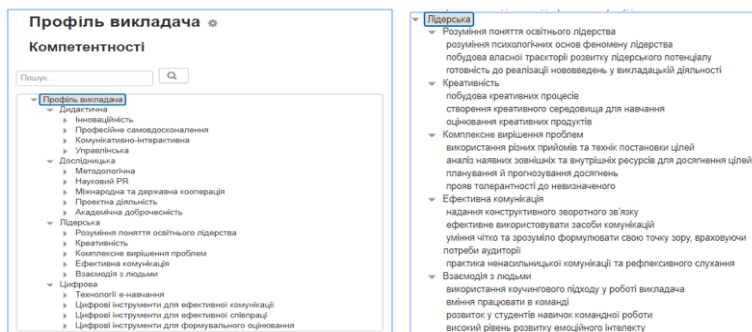 Профіль викладача
Компетентності
Пошук...
Профіль викладача
Дидактична
Інноваційність
Професійне самовдосконалення
Комунікативно-інтерактивна
Управлінська
Дослідницька
Методологічна
Науковий PR
Міжнародна та державна кооперація
Проектна діяльність
Академічна доброчесність
Лідерська
Розуміння поняття освітнього лідерства
Креативність
Комплексне вирішення проблем
Ефективна комунікація
Взаємодія з людьми
Цифрова
Технології е-навчання
Цифрові інструменти для ефективної комунікації
Цифрові інструменти для ефективної співпраці
Цифрові інструменти для формувального оцінювання
Лідерська
Розуміння поняття освітнього лідерства
розуміння психологічних основ феномену лідерства
побудова власної траєкторії розвитку лідерського потенціалу
готовність до реалізації нововведень у викладацькій діяльності
Креативність
побудова креативних процесів
створення креативного середовища для навчання
оцінювання креативних продуктів
Комплексне вирішення проблем
використання різних прийомів та технік постановки цілей
аналіз наявних зовнішніх та внутрішніх ресурсів для досягнення цілей
планування й прогнозування досягнень
прояв толерантності до невизначеного
Ефективна комунікація
надання конструктивного зворотного зв'язку
ефективне використовувати засоби комунікацій
уміння чітко та зрозуміло формулювати свою точку зору, враховуючи
потреби аудиторії
практика ненасильницької комунікації та рефлексивного слухання
Взаємодія з людьми
використання коучингового підходу у роботі викладача
вміння працювати в команді
розвиток у студентів навичок командної роботи
високий рівень розвитку емоційного інтелекту